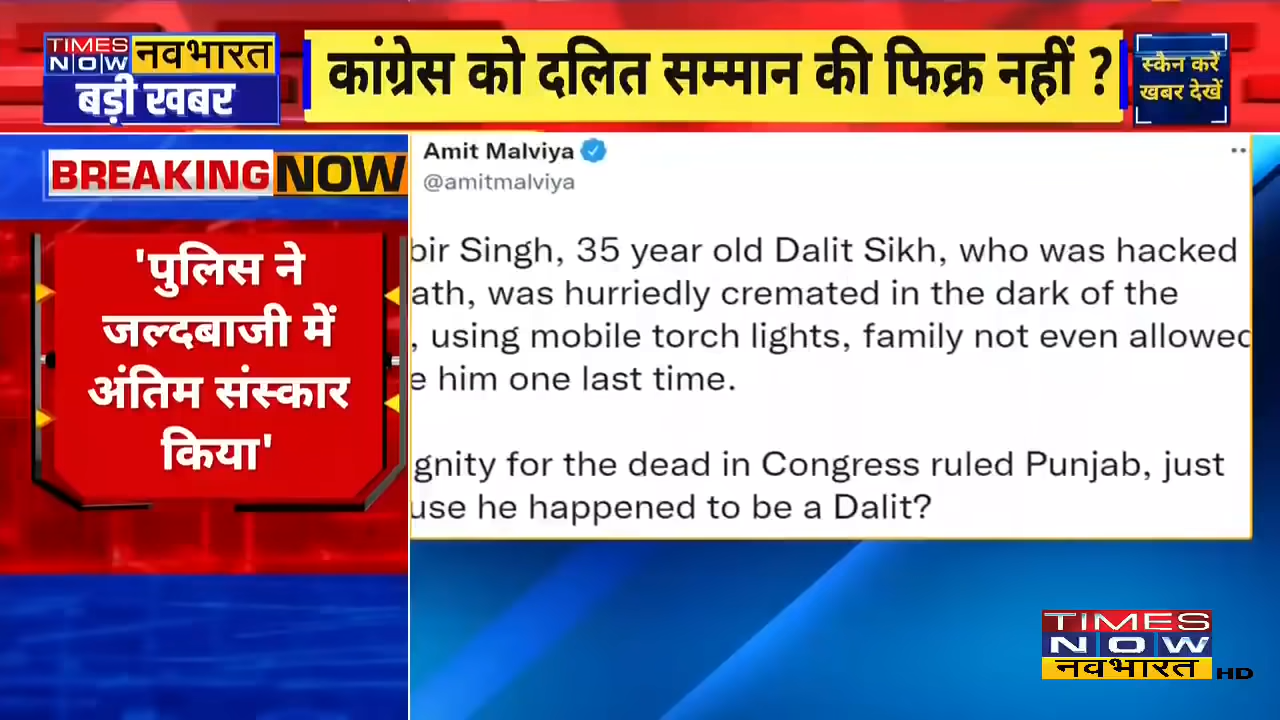 TIMES NOW नवभारत
बड़ी खबर
कांग्रेस को दलित सम्मान की फिक्र नहीं ?
स्कैन करें
खबर देखें
BREAKING NOW
'पुलिस ने
जल्दबाजी में
अंतिम संस्कार
किया'
Amit Malviya
@amitmalviya
bir Singh, 35 year old Dalit Sikh, who was hacked
ath, was hurriedly cremated in the dark of the
, using mobile torch lights, family not even allowed
e him one last time.
gnity for the dead in Congress ruled Punjab, just
use he happened to be a Dalit?
TIMES
NOW
नवभारत HD